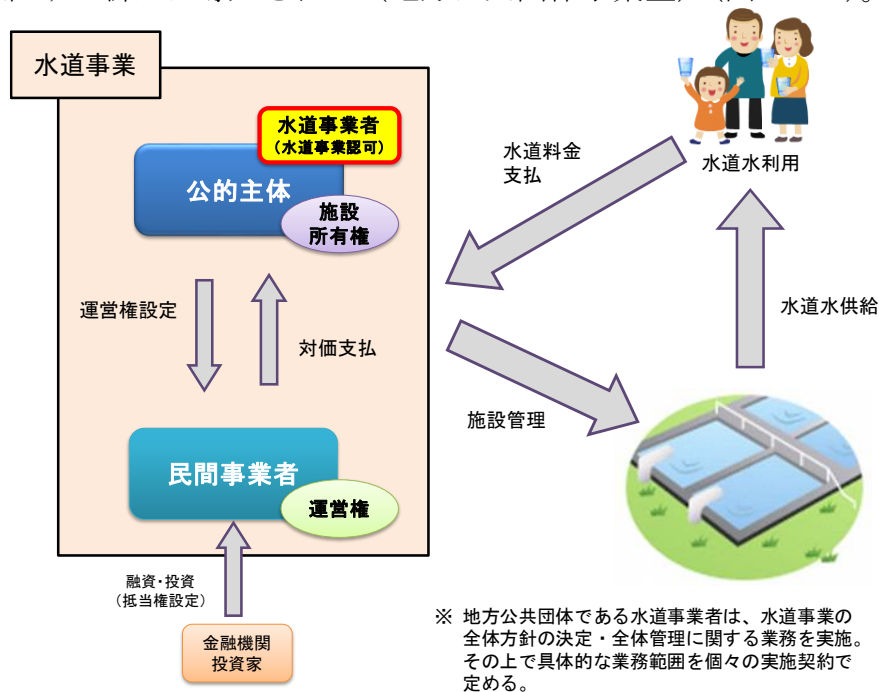 水道事業
水道事業者
（水道事業認可）
公的主体
施設
所有権
運営権設定
対価支払
民間事業者
運営権
融資・投資
（抵当権設定）
金融機関
投資家
水道料金
支払
水道水利用
水道水供給
施設管理
※ 地方公共団体である水道事業者は、水道事業の
全体方針の決定・全体管理に関する業務を実施。
その上で具体的な業務範囲を個々の実施契約で
定める。